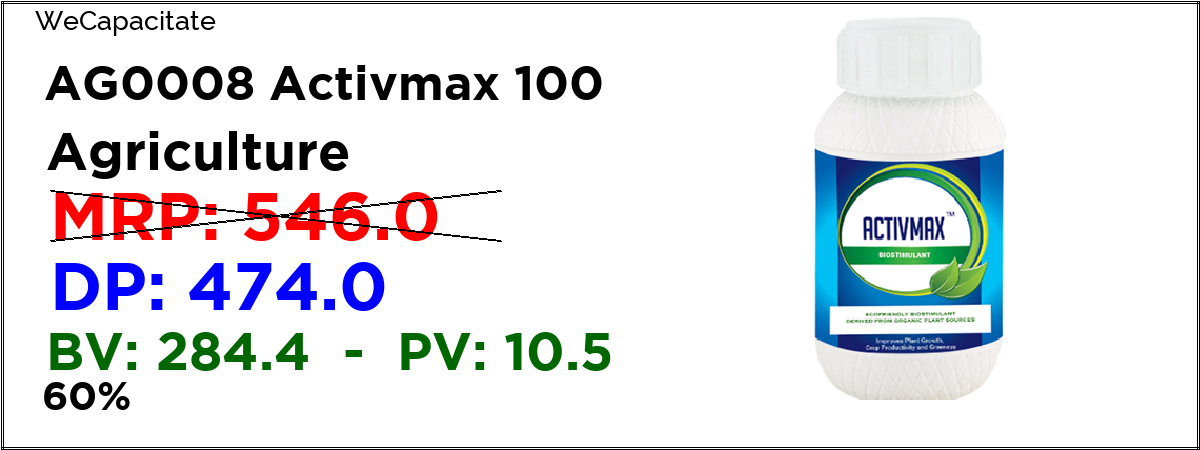 WeCapacitate
AG0008 Activmax 100
Agriculture
MRP: 546.0
DP: 474.0
BV: 284.4 - PV: 10.5
60%
ACTIVMAX™
BIOSTIMULANT
ECOFRIENDLY BIOSTIMULANT
DERIVED FROM ORGANIC PLANT SOURCES
Improves Plant Growth,
Crop Productivity and Greeness